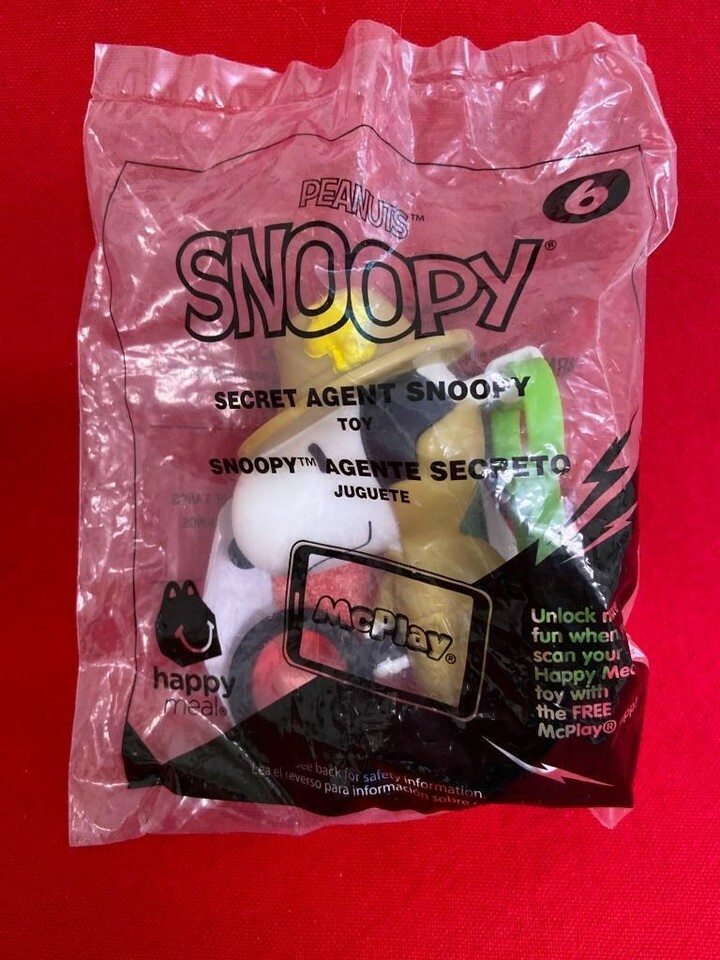 PEANUTS™
6
SNOOPY®
SECRET AGENT SNOOPY
TOY
SNOOPY™ AGENTE SECRETO
JUGUETE
McPlay®
happy
meal®
Unlock
fun when
scan your
Happy
toy with
the FREE
McPlay®
see back for safety information.
Lea el reverso para información sobre